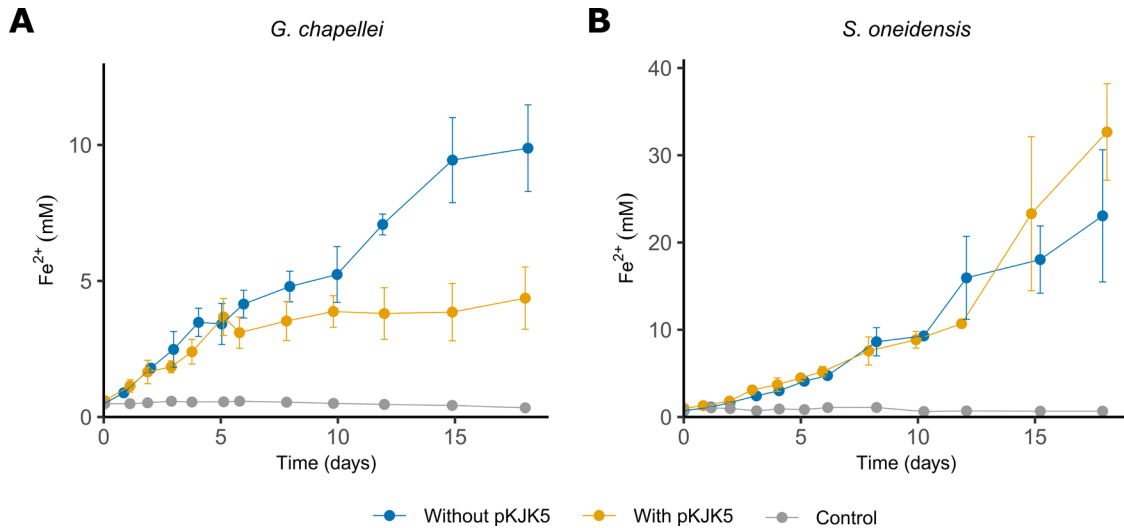 A
G. chapellei
Fe2+ (mM)
10
5
0
0 5 10 15
Time (days)
B
S. oneidensis
Fe2+ (mM)
40
30
20
10
0
0 5 10 15
Time (days)
Without pKJK5 With pKJK5 Control